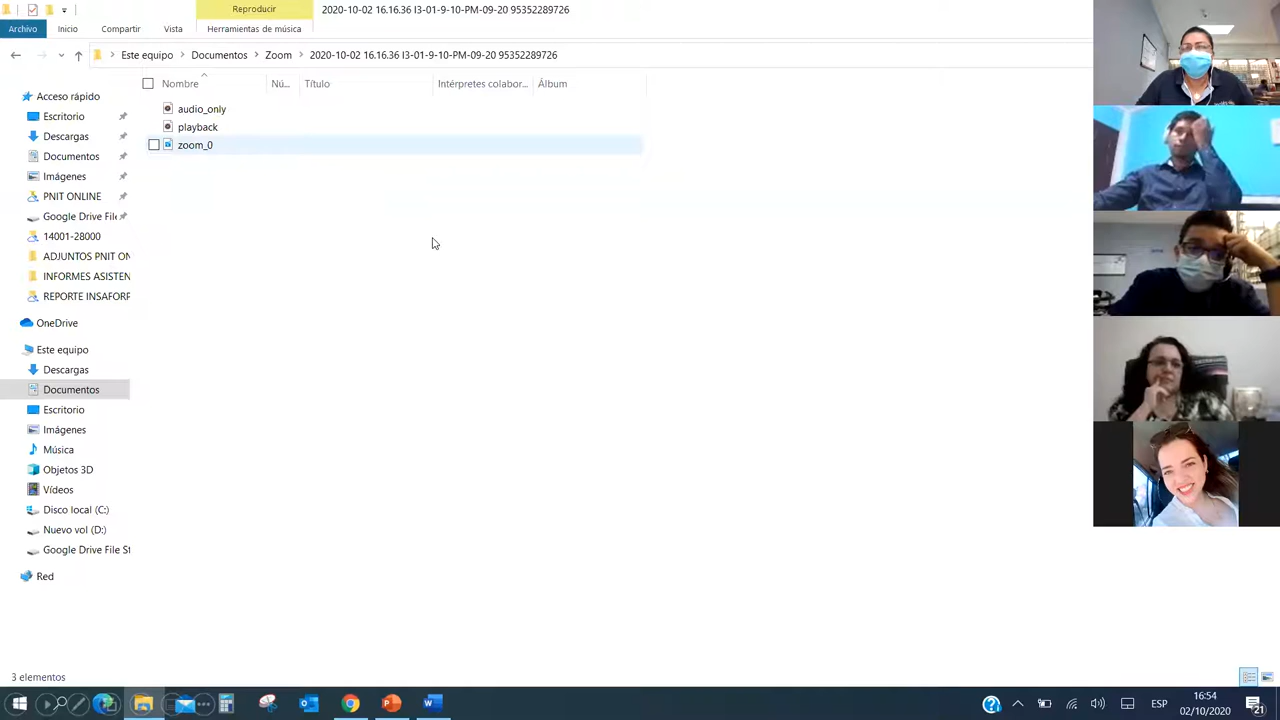 Reproducir
2020-10-02 16.16.36 I3-01-9-10-PM-09-20 95352289726
Archivo
Inicio
Compartir
Vista
Herramientas de música
Este equipo
Documentos
Zoom
2020-10-02 16.16.36 I3-01-9-10-PM-09-20 95352289726
Nombre
Nú...
Título
Intérpretes colabor...
Álbum
audio_only
playback
zoom_0
Acceso rápido
Escritorio
Descargas
Documentos
Imágenes
PNIT ONLINE
Google Drive File
14001-28000
ADJUNTOS PNIT ON
INFORMES ASISTEN
REPORTE INSAFORP
OneDrive
Este equipo
Descargas
Documentos
Escritorio
Imágenes
Música
Objetos 3D
Vídeos
Disco local (C:)
Nuevo vol (D:)
Google Drive File St
Red
3 elementos
ESP
16:54
02/10/2020
21